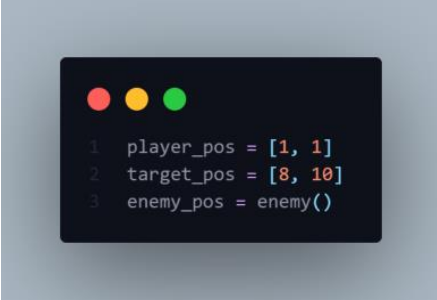 1 player_pos = [1, 1]
2 target_pos = [8, 10]
3 enemy_pos = enemy()